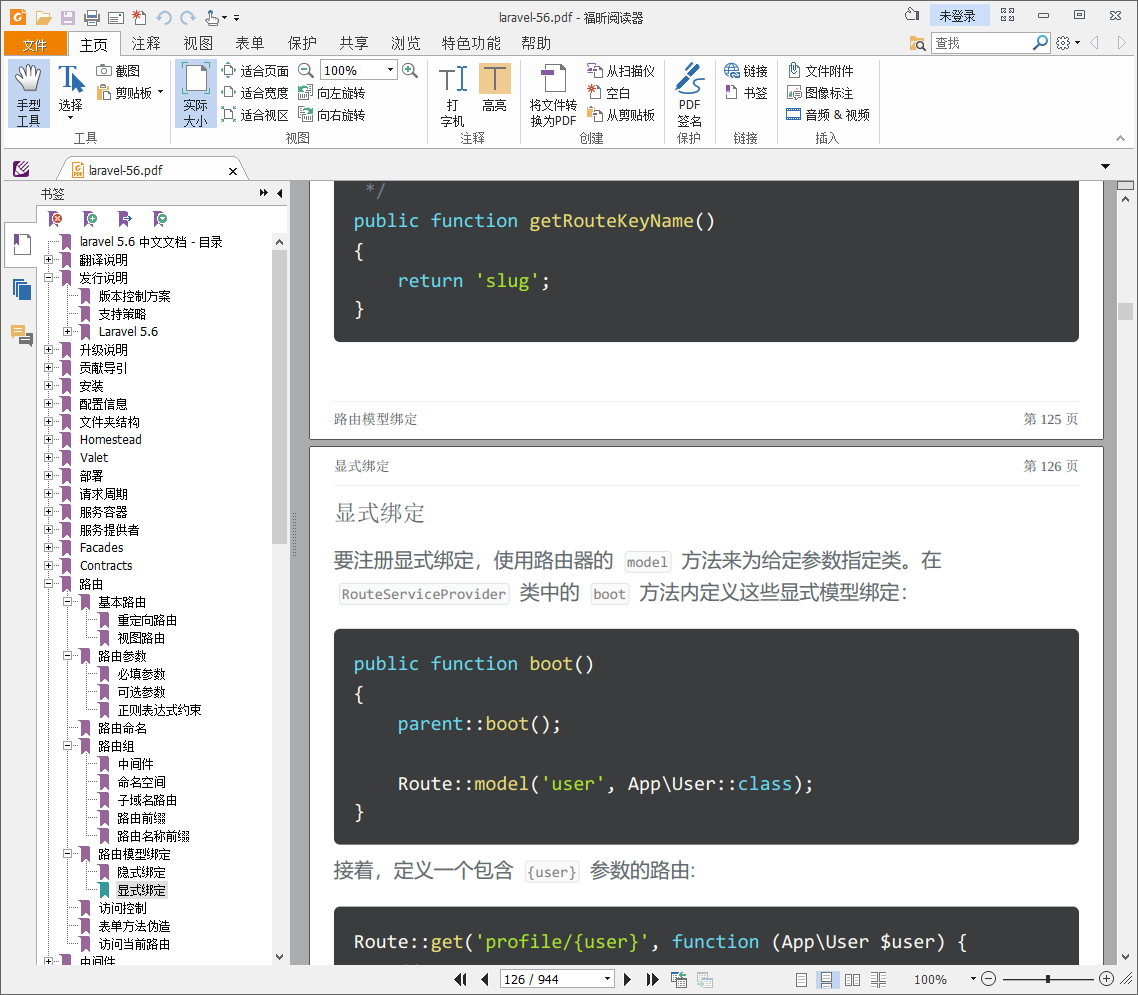 laravel-56.pdf - 福昕阅读器
未登录
文件 主页 注释 视图 表单 保护 共享 浏览 特色功能 帮助
查找
手型
工具
选择
截图
剪贴板
工具
实际
大小
适合页面
适合宽度
适合视区
100%
向左旋转
向右旋转
视图
打
字机
高亮
注释
将文件转
换为PDF
从扫描仪
空白
从剪贴板
创建
PDF
签名
保护
链接
书签
链接
文件附件
图像标注
音频 & 视频
插入
laravel-56.pdf
书签
laravel 5.6 中文文档 - 目录
翻译说明
发行说明
版本控制方案
支持策略
Laravel 5.6
升级说明
贡献导引
安装
配置信息
文件夹结构
Homestead
Valet
部署
请求周期
服务容器
服务提供者
Facades
Contracts
路由
基本路由
重定向路由
视图路由
路由参数
必填参数
可选参数
正则表达式约束
路由命名
路由组
中间件
命名空间
子域名路由
路由前缀
路由名称前缀
路由模型绑定
隐式绑定
显式绑定
访问控制
表单方法伪造
访问当前路由
中间件
*/
public function getRouteKeyName()
{
return 'slug';
}
路由模型绑定 第 125 页
显式绑定 第 126 页
显式绑定
要注册显式绑定，使用路由器的 model 方法来为给定参数指定类。在
RouteServiceProvider 类中的 boot 方法内定义这些显式模型绑定：
public function boot()
{
parent::boot();
Route::model('user', App\User::class);
}
接着，定义一个包含 {user} 参数的路由：
Route::get('profile/{user}', function (App\User $user) {
126 / 944
100%